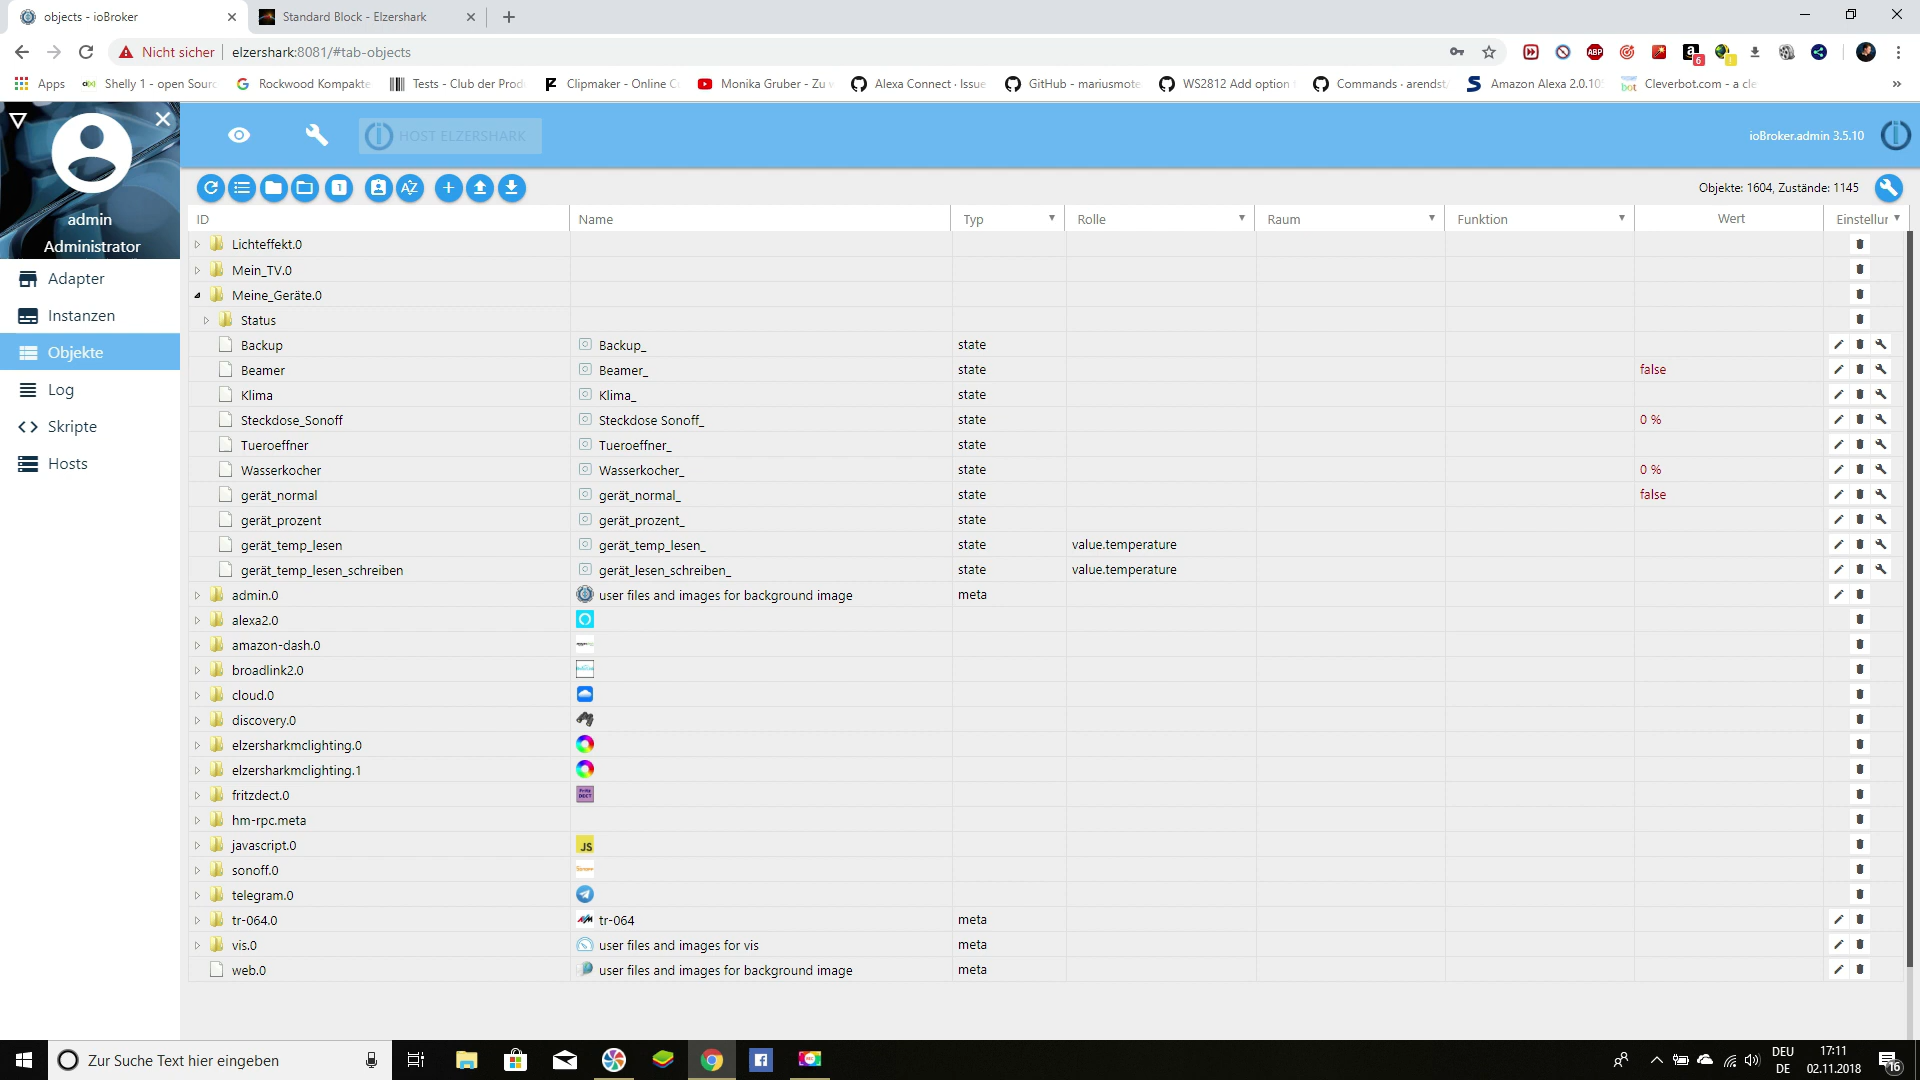 objects - ioBroker
Standard Block - Elzershark
Nicht sicher
elzershark:8081/#tab-objects
ABP
6
Apps
Shelly 1 - open Sourc
Rockwood Kompakte
Tests - Club der Prod
Clipmaker - Online Co
Monika Gruber - Zu w
Alexa Connect · Issue
GitHub - mariusmote
WS2812 Add option
Commands · arendst/
Amazon Alexa 2.0.105
Cleverbot.com - a cle
admin
Administrator
HOST ELZERSHARK
ioBroker.admin 3.5.10
Adapter
Instanzen
Objekte
Log
Skripte
Hosts
Objekte: 1604, Zustände: 1145
ID Name Typ Rolle Raum Funktion Wert Einstellur
Lichteffekt.0
Mein_TV.0
Meine_Geräte.0
Status
Backup Backup_ state
Beamer Beamer_ state false
Klima Klima_ state
Steckdose_Sonoff Steckdose Sonoff_ state 0 %
Tueroeffner Tueroeffner_ state
Wasserkocher Wasserkocher_ state 0 %
gerät_normal gerät_normal_ state false
gerät_prozent gerät_prozent_ state
gerät_temp_lesen gerät_temp_lesen_ state value.temperature
gerät_temp_lesen_schreiben gerät_lesen_schreiben_ state value.temperature
admin.0 user files and images for background image meta
alexa2.0
amazon-dash.0
broadlink2.0
cloud.0
discovery.0
elzersharkmclighting.0
elzersharkmclighting.1
fritzdect.0
hm-rpc.meta
javascript.0 JS
sonoff.0
telegram.0
tr-064.0 tr-064 meta
vis.0 user files and images for vis meta
web.0 user files and images for background image meta
Zur Suche Text hier eingeben
DEU
DE
17:11
02.11.2018
16